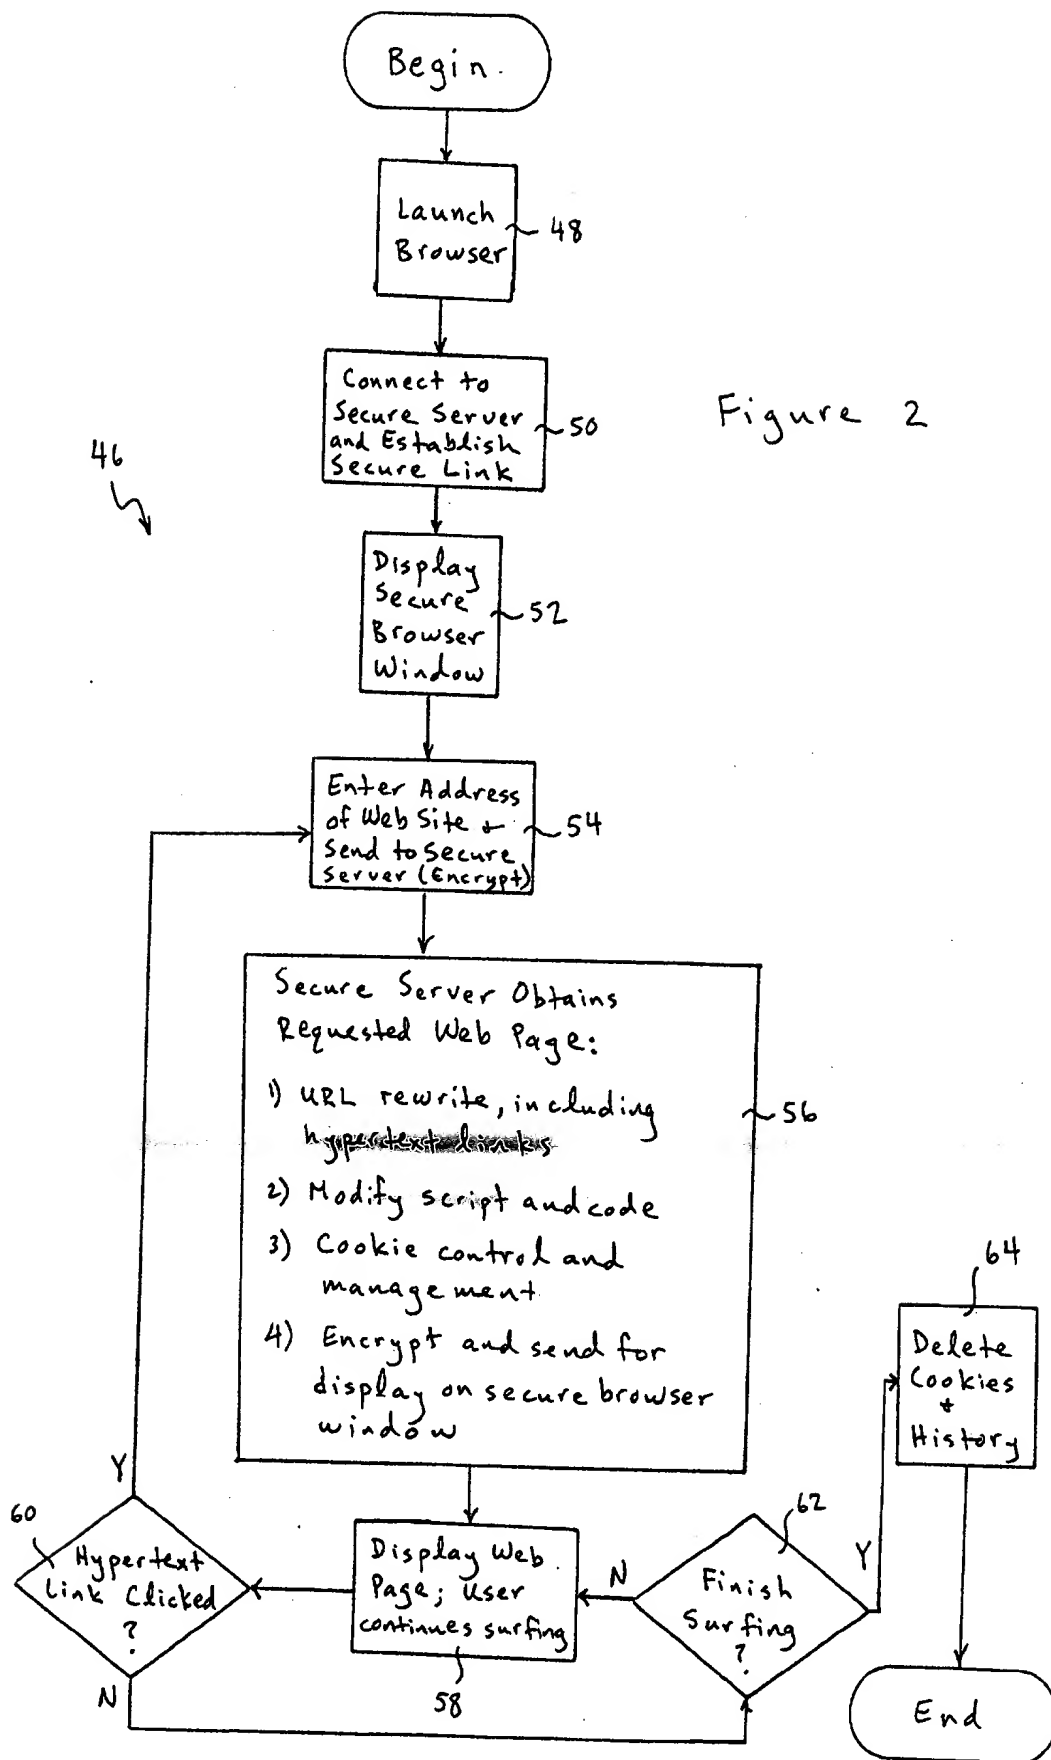 Begin.
Launch
Browser
48
Connect to
Secure Server
and Establish
Secure Link
50
Figure 2
46
Display
Secure
Browser
Window
52
Enter Address
of Web Site &
Send to Secure
Server (Encrypt)
54
Secure Server Obtains
Requested Web Page:
1) URL rewrite, including
hypertext links
2) Modify script and code
3) Cookie control and
management
4) Encrypt and send for
display on secure browser
window
56
64
Delete
Cookies
&
History
Y
60
Hypertext
Link Clicked
?
N
Display Web
Page; User
continues surfing
58
N
62
Finish
Surfing
?
Y
End